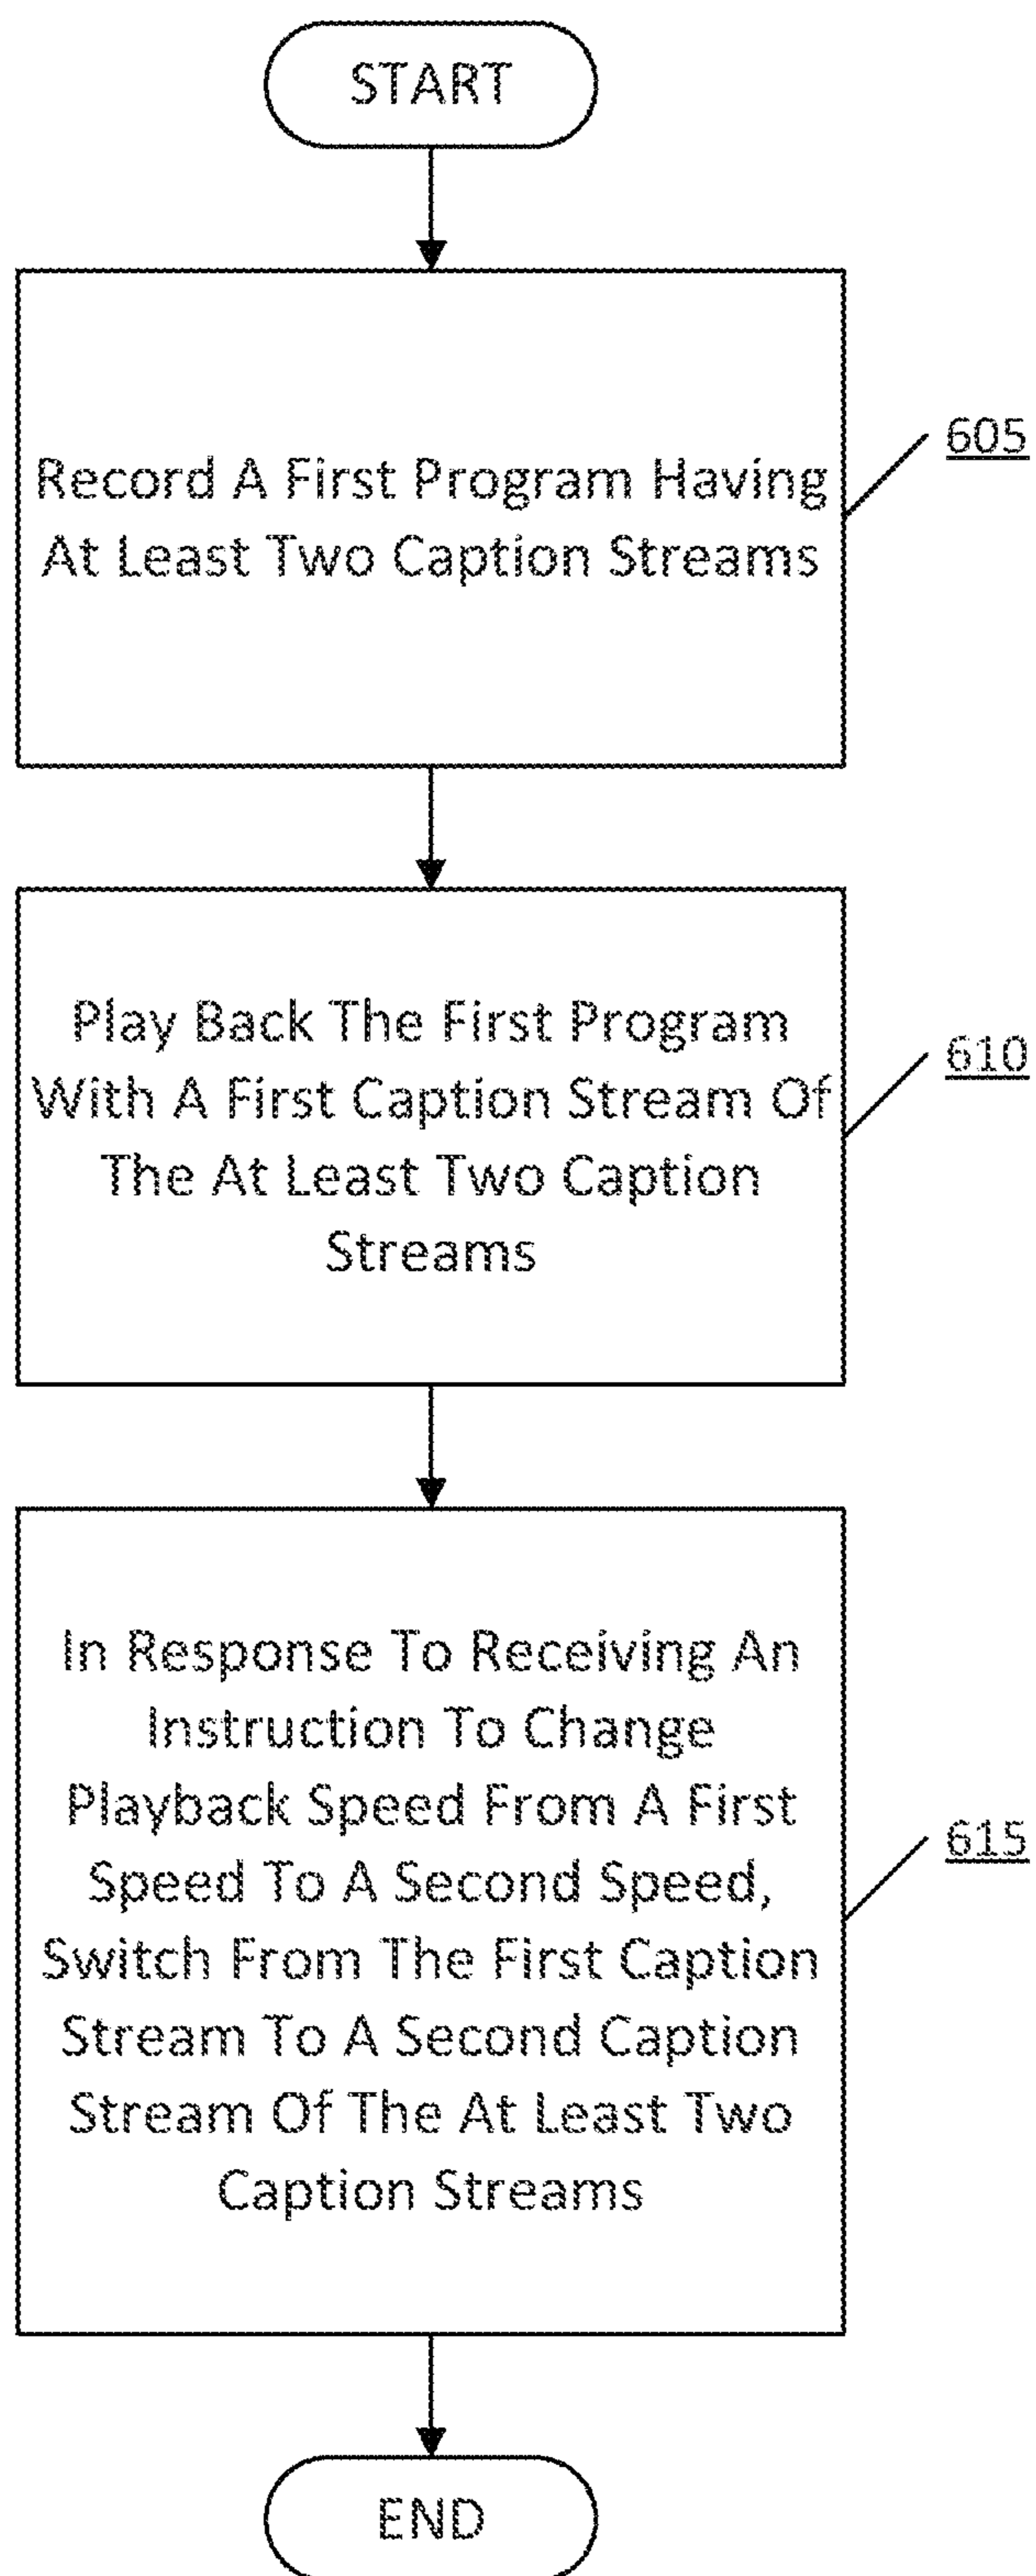 START
Record A First Program Having
At Least Two Caption Streams
605
Play Back The First Program
With A First Caption Stream Of
The At Least Two Caption
Streams
610
In Response To Receiving An
Instruction To Change
Playback Speed From A First
Speed To A Second Speed,
Switch From The First Caption
Stream To A Second Caption
Stream Of The At Least Two
Caption Streams
615
END